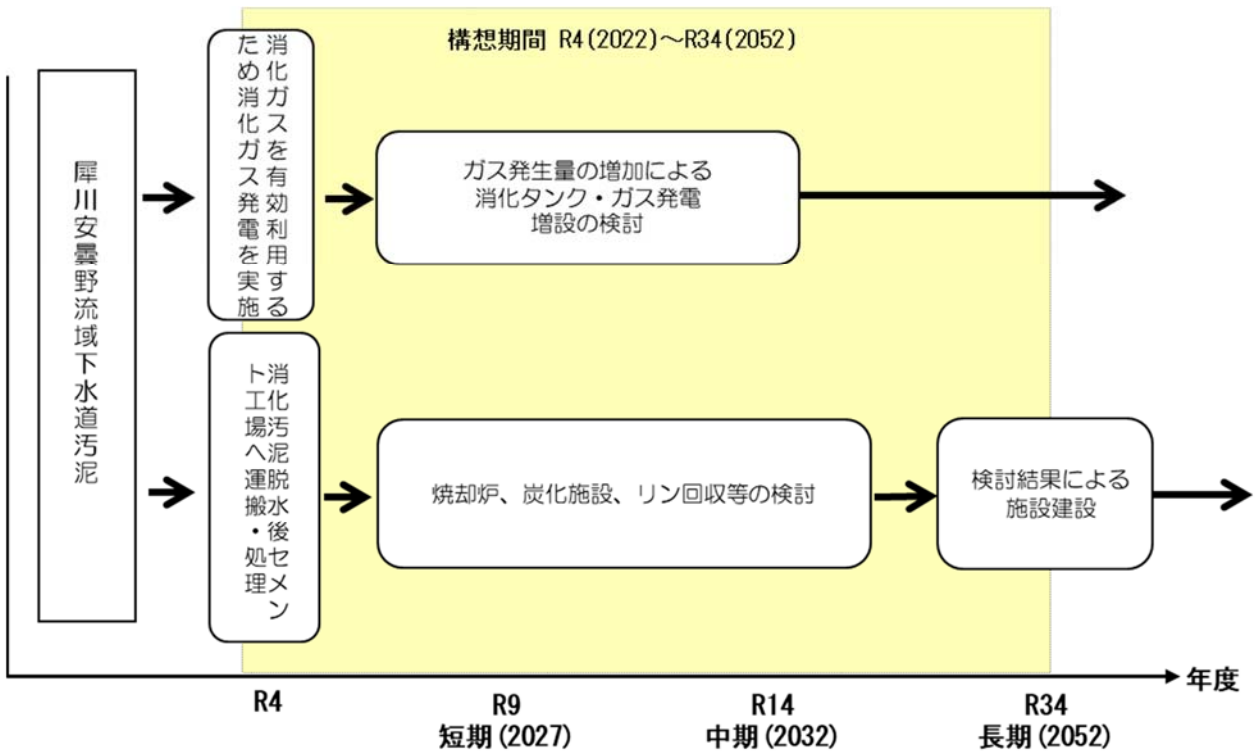 構想期間 R4(2022)～R34(2052)
犀川安曇野流域下水道汚泥
消化ガスを有効利用する
ため消化ガス発電を実施
ガス発生量の増加による
消化タンク・ガス発電
増設の検討
消化汚泥脱水後セメン
ト工場へ運搬・処理
焼却炉、炭化施設、リン回収等の検討
検討結果による
施設建設
年度
R4
R9
短期(2027)
R14
中期(2032)
R34
長期(2052)